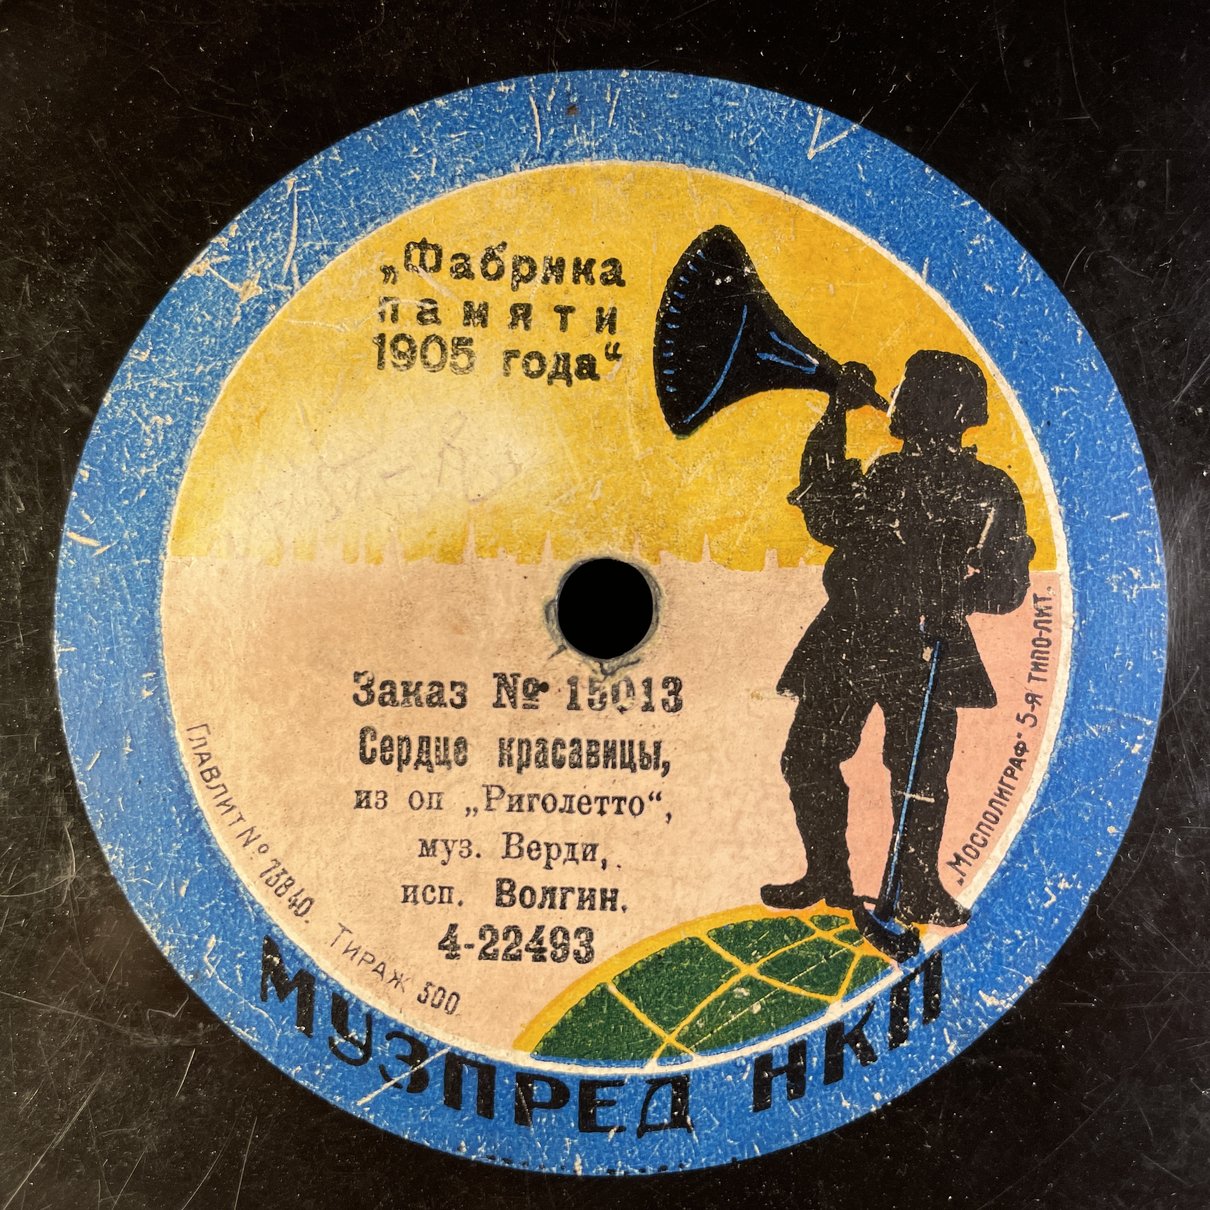 „Фабрика
памяти
1905 года“
Заказ № 15013
Сердце красавицы,
из оп „Риголетто“,
муз. Верди,
исп. Волгин.
4-22493
Главлит № 73840. Тираж 500
„Мосполиграф“ 5-я типо-лит.
МУЗПРЕД НКП